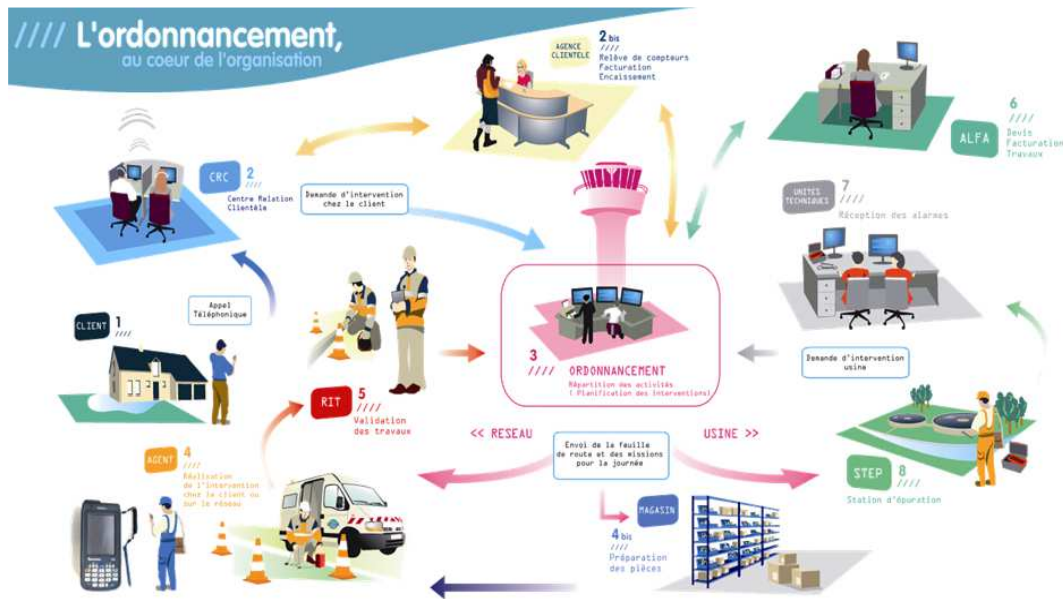 //// L'ordonnancement,
au coeur de l'organisation
AGENCE
CLIENTELE
2 bis
////
Relève de compteurs
Facturation
Encaissement
6
////
ALFA
Devis
Facturation
Travaux
CRC
2
////
Centre Relation
Clientèle
Demande d'intervention
chez le client
UNITES
TECHNIQUES
7
////
Réception des alarmes
Appel
Téléphonique
CLIENT
1
////
3
////
ORDONNANCEMENT
Répartition des activités
( Planification des Interventions)
Demande d'intervention
usine
RIT
5
////
Validation
des travaux
<< RESEAU
USINE >>
Envoi de la feuille
de route et des missions
pour la journée
AGENT
4
////
Réalisation
de l'intervention
chez la client ou
sur le réseau
STEP
8
////
Station d'épuration
MAGASIN
4 bis
////
Préparation
des pièces